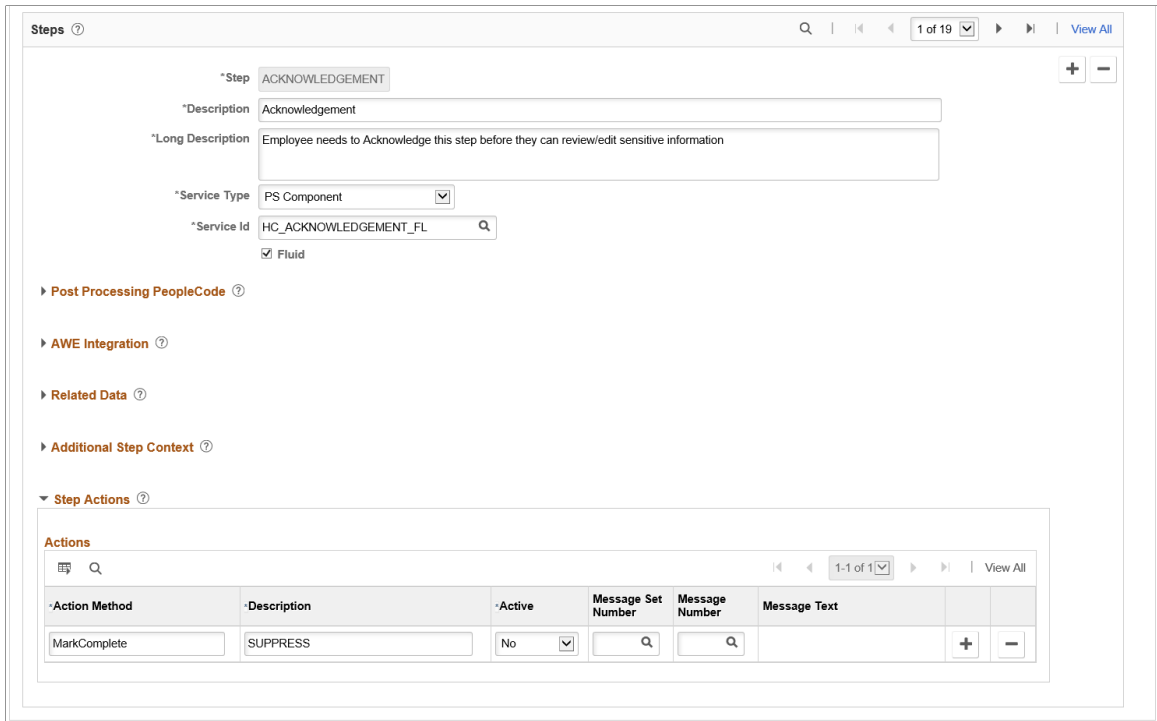 Steps ?
1 of 19 | View All
*Step ACKNOWLEDGEMENT
*Description Acknowledgement
*Long Description Employee needs to Acknowledge this step before they can review/edit sensitive information
*Service Type PS Component
*Service Id HC_ACKNOWLEDGEMENT_FL
Fluid
Post Processing PeopleCode ?
AWE Integration ?
Related Data ?
Additional Step Context ?
Step Actions ?
Actions
1-1 of 1 | View All
*Action Method *Description *Active Message Set Number Message Number Message Text
MarkComplete SUPPRESS No